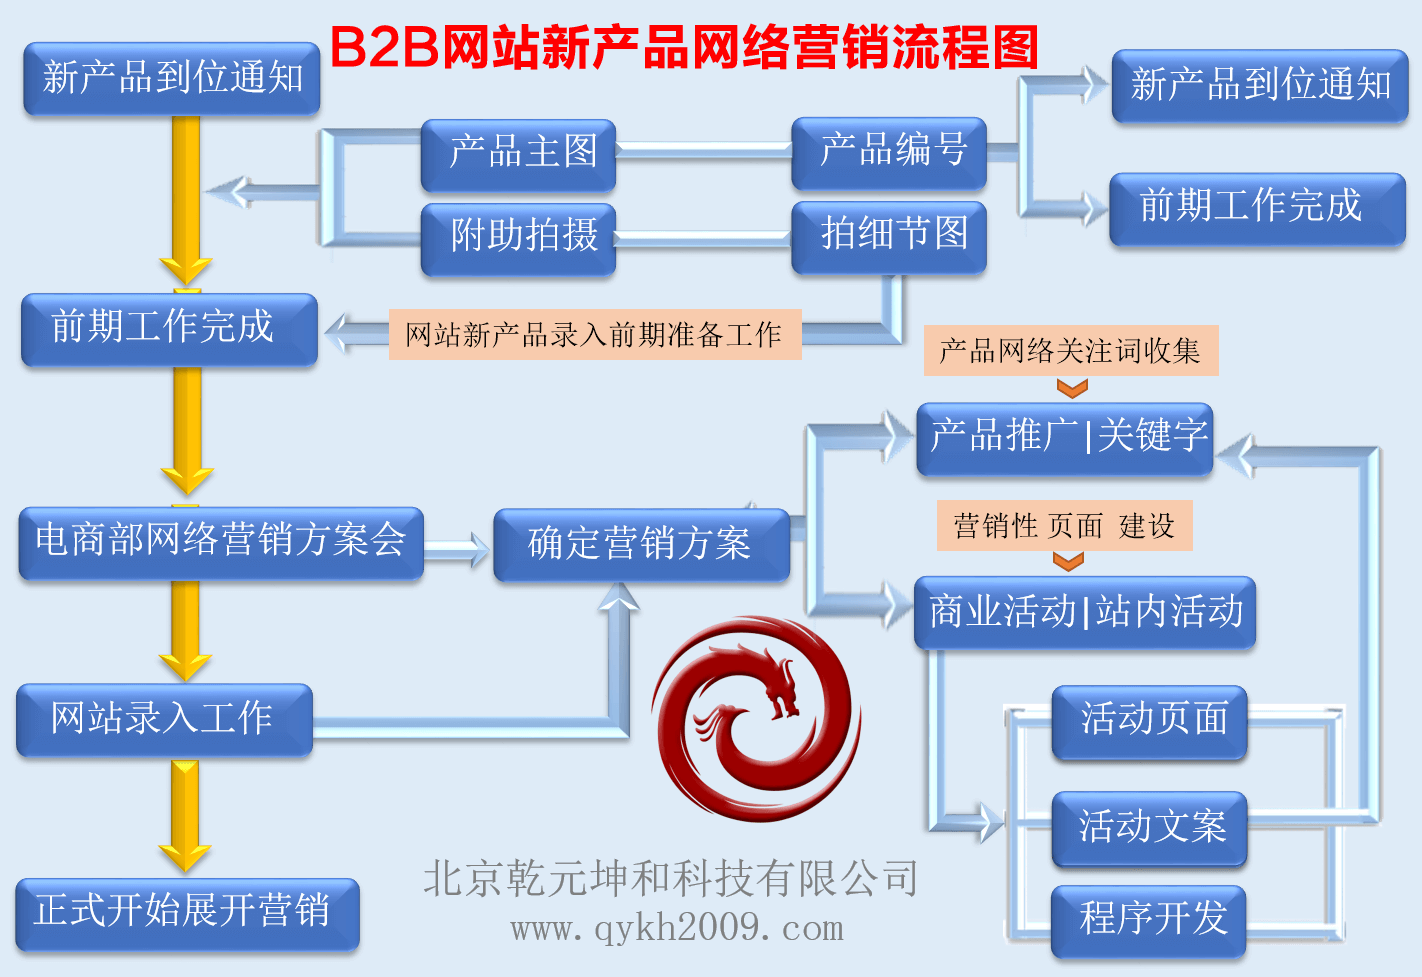 B2B网站新产品网络营销流程图
新产品到位通知
新产品到位通知
产品主图
产品编号
前期工作完成
附助拍摄
拍细节图
前期工作完成
网站新产品录入前期准备工作
产品网络关注词收集
产品推广|关键字
营销性 页面 建设
电商部网络营销方案会
确定营销方案
商业活动|站内活动
网站录入工作
活动页面
活动文案
正式开始展开营销
程序开发
北京乾元坤和科技有限公司
www.qykh2009.com